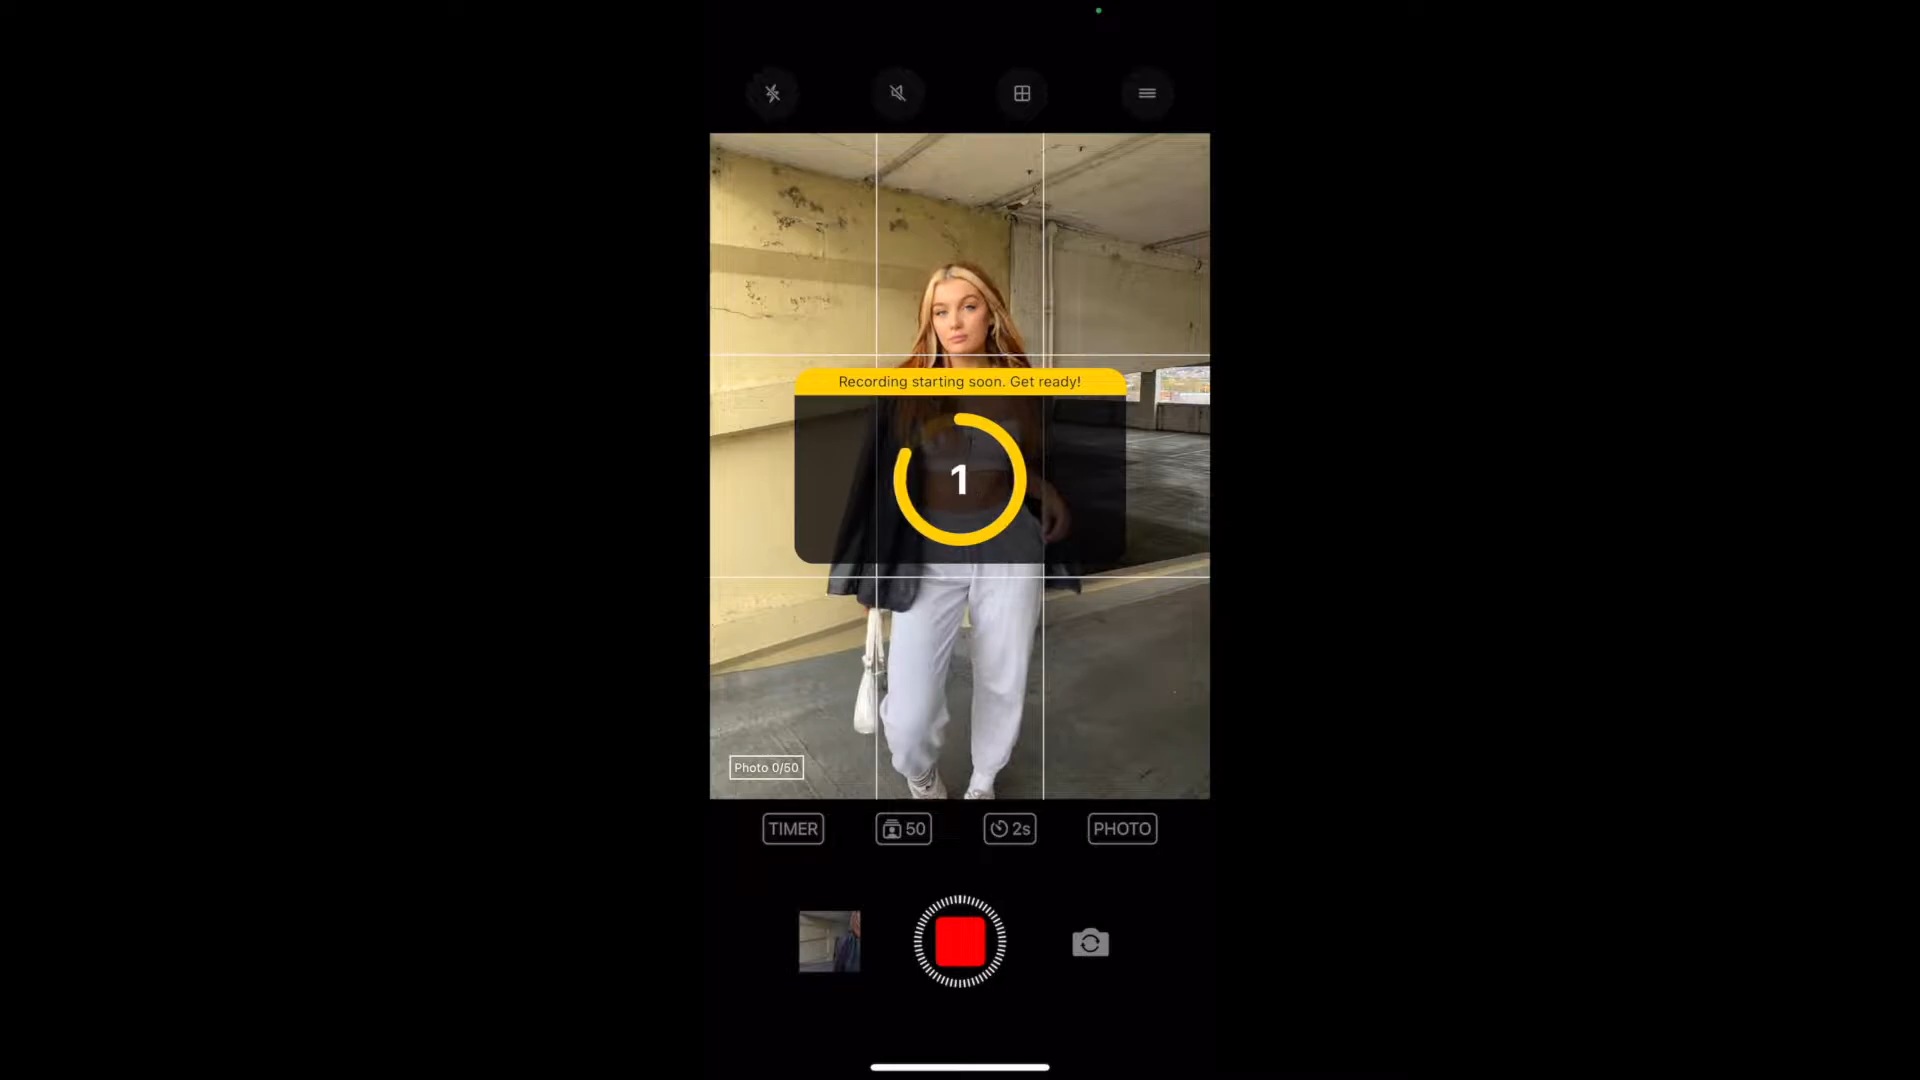 Recording starting soon. Get ready!
1
Photo 0/50
TIMER
50
2s
PHOTO